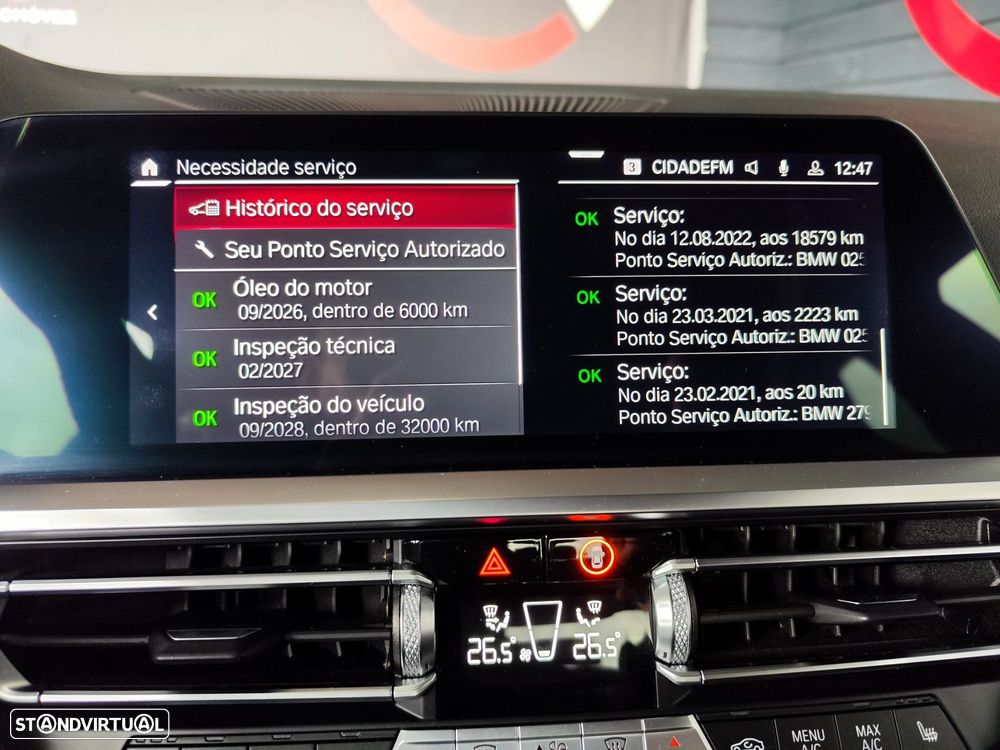 OMÓVEIS
Necessidade serviço
3 CIDADEFM 12:47
Histórico do serviço
Seu Ponto Serviço Autorizado
OK Óleo do motor
09/2026, dentro de 6000 km
OK Inspeção técnica
02/2027
OK Inspeção do veículo
09/2028, dentro de 32000 km
OK Serviço:
No dia 12.08.2022, aos 18579 km
Ponto Serviço Autoriz.: BMW 025
OK Serviço:
No dia 23.03.2021, aos 2223 km
Ponto Serviço Autoriz.: BMW 025
OK Serviço:
No dia 23.02.2021, aos 20 km
Ponto Serviço Autoriz.: BMW 279
26.5° 26.5°
MENU
A/C
MAX
A/C
STANDVIRTUAL